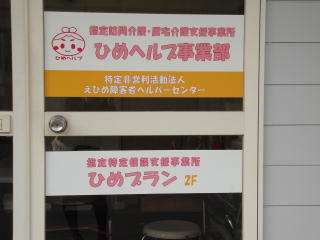 指定訪問介護・居宅介護支援事業所
ひめヘルプ事業部
ひめヘルプ
特定非営利活動法人
えひめ障害者ヘルパーセンター
指定特定相談支援事業所
ひめプラン 2F